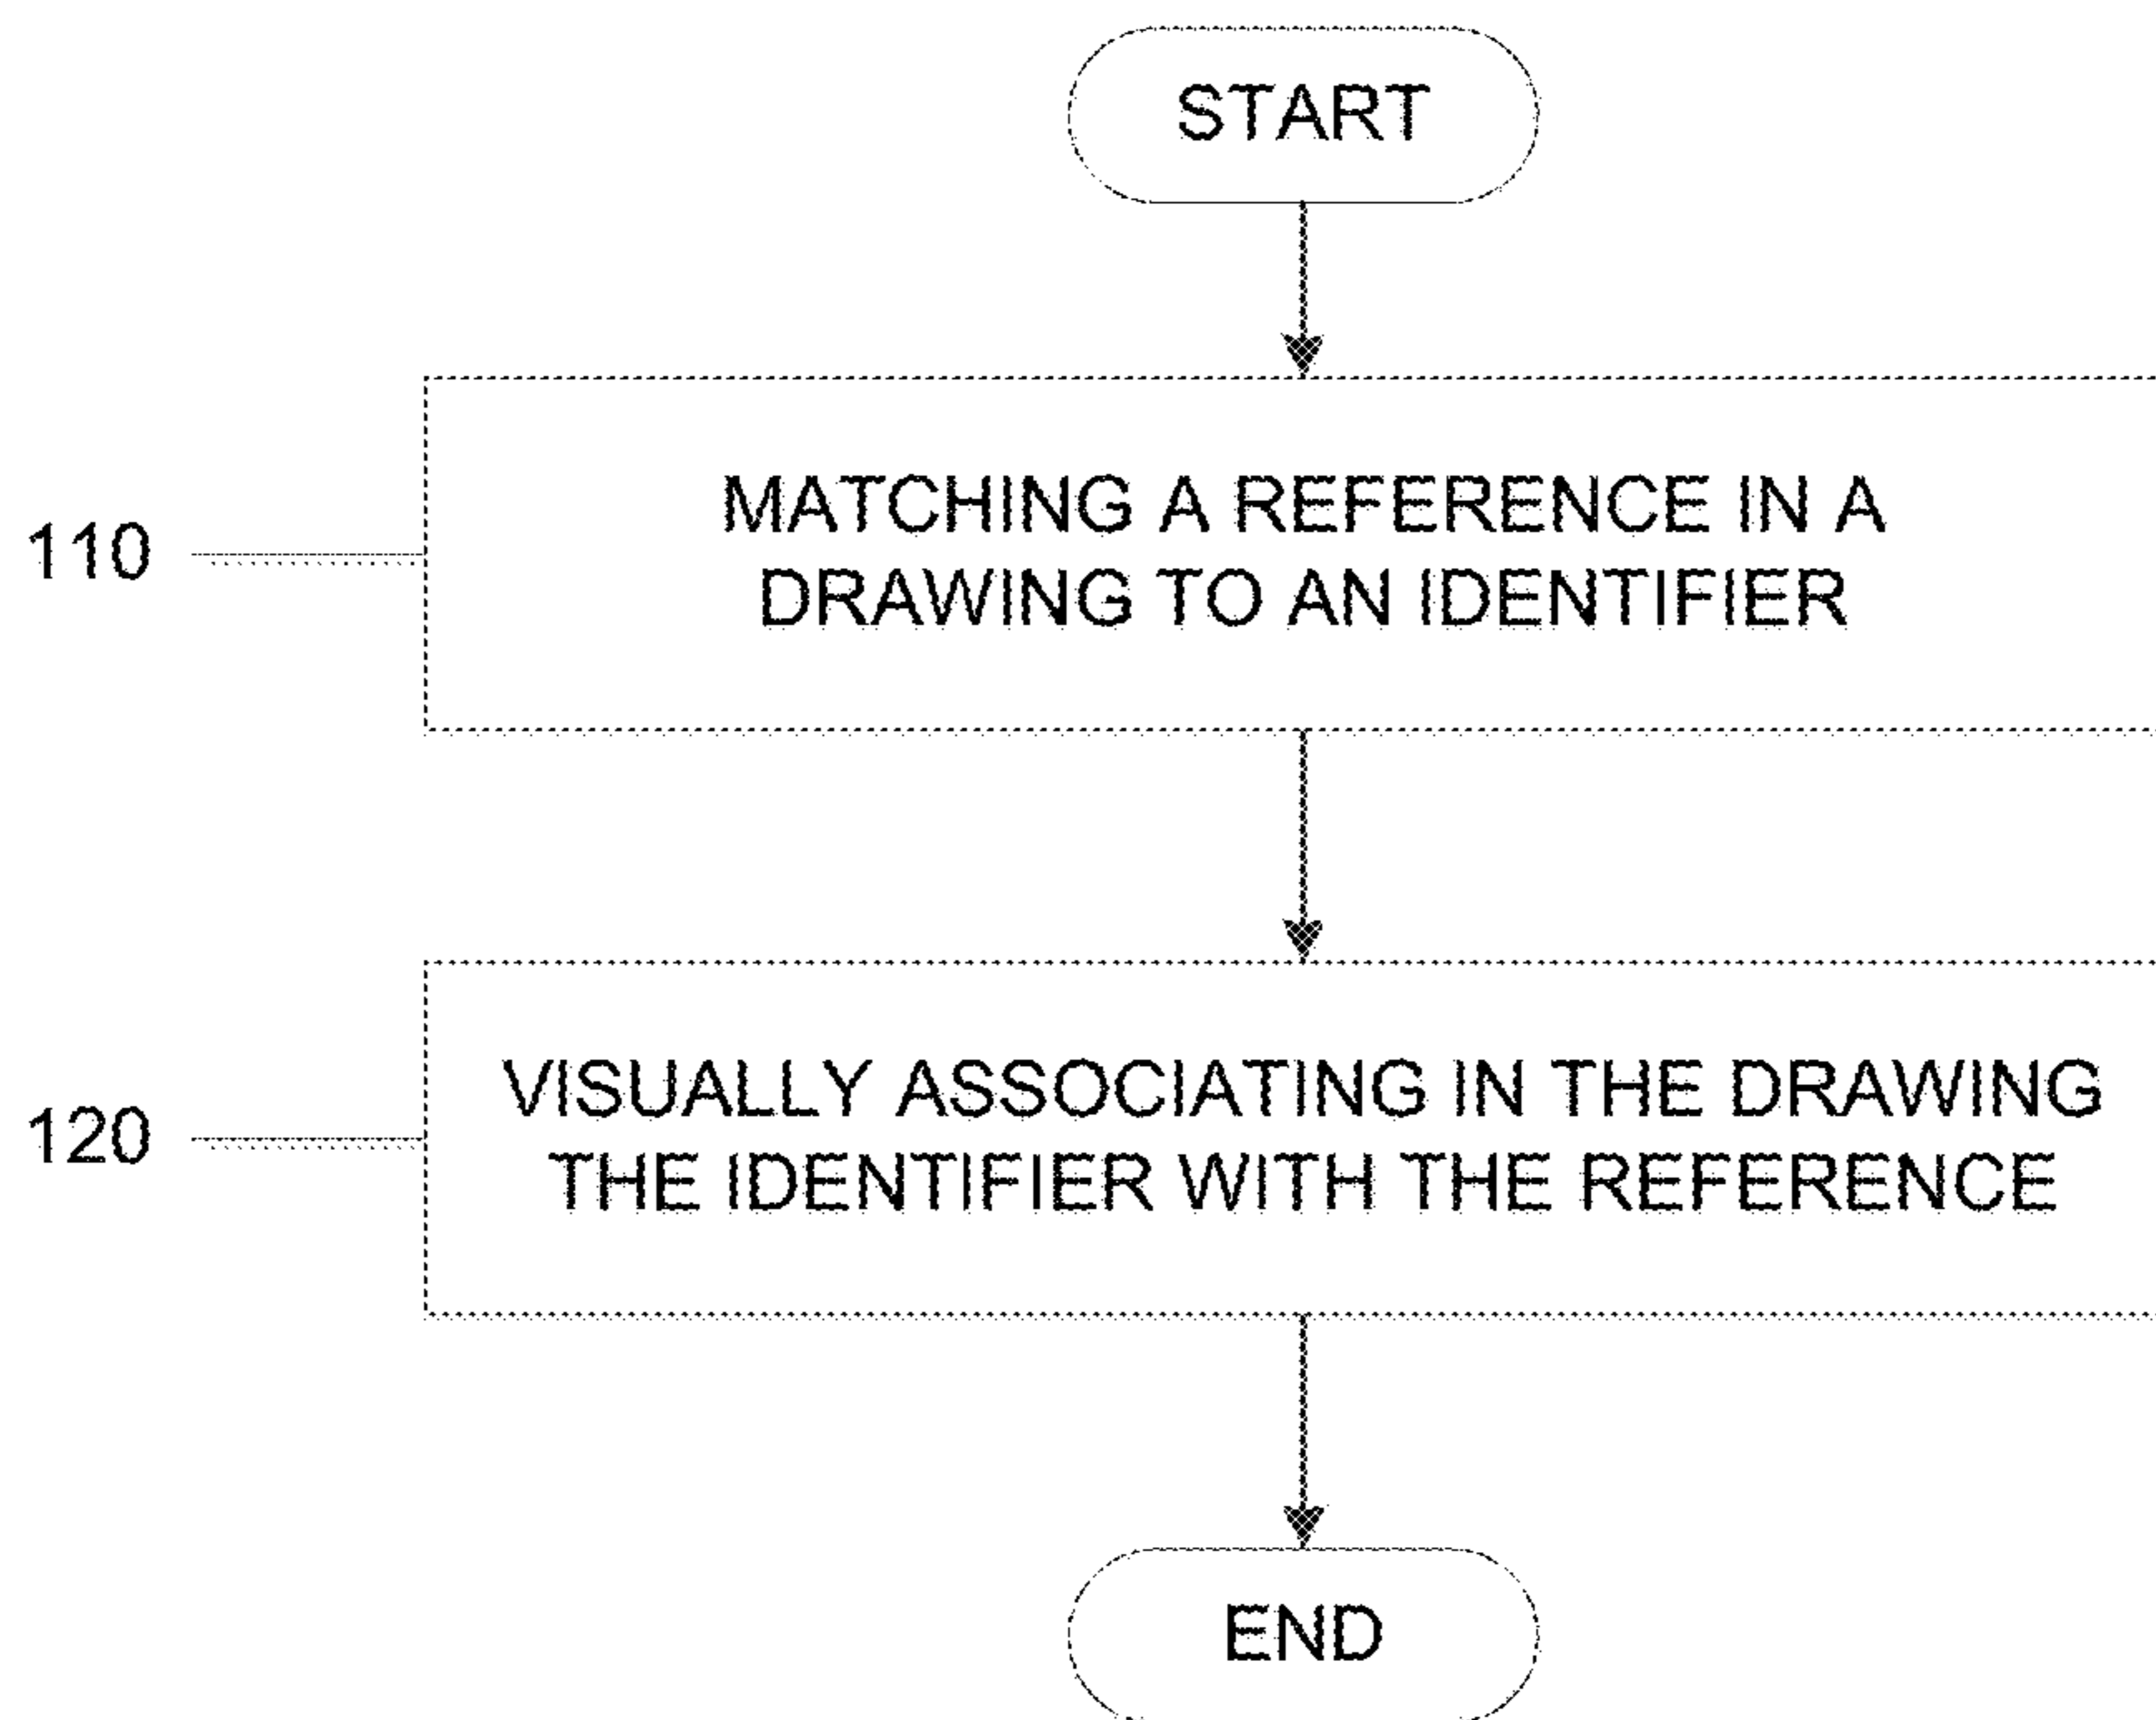 START
110
MATCHING A REFERENCE IN A
DRAWING TO AN IDENTIFIER
120
VISUALLY ASSOCIATING IN THE DRAWING
THE IDENTIFIER WITH THE REFERENCE
END